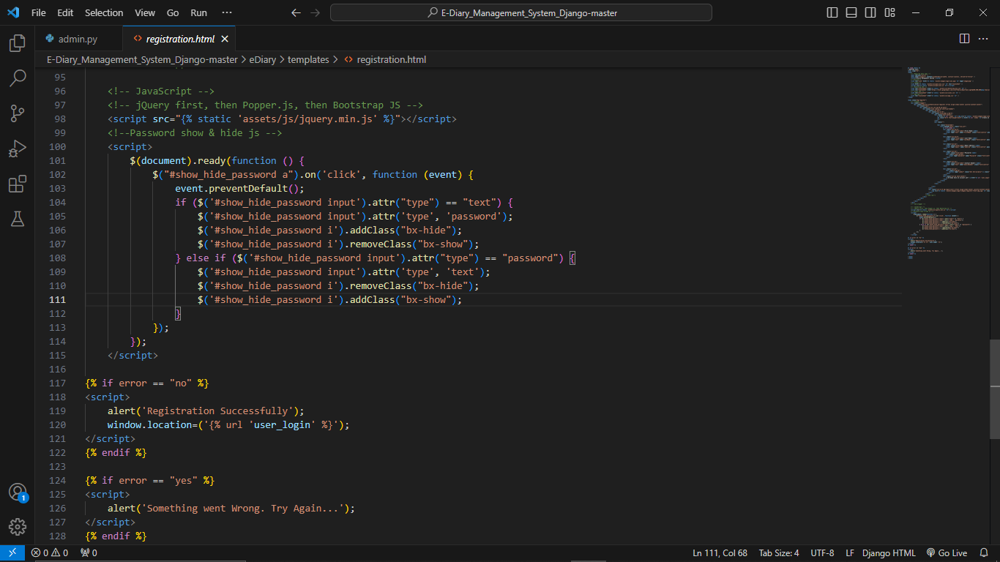 File Edit Selection View Go Run ··· E-Diary_Management_System_Django-master
admin.py registration.html
E-Diary_Management_System_Django-master > eDiary > templates > registration.html
95
96 <!-- JavaScript -->
97 <!-- jQuery first, then Popper.js, then Bootstrap JS -->
98 <script src="{% static 'assets/js/jquery.min.js' %}"></script>
99 <!--Password show & hide js -->
100 <script>
101 $(document).ready(function () {
102 $("#show_hide_password a").on('click', function (event) {
103 event.preventDefault();
104 if ($('#show_hide_password input').attr("type") == "text") {
105 $('#show_hide_password input').attr('type', 'password');
106 $('#show_hide_password i').addClass("bx-hide");
107 $('#show_hide_password i').removeClass("bx-show");
108 } else if ($('#show_hide_password input').attr("type") == "password") {
109 $('#show_hide_password input').attr('type', 'text');
110 $('#show_hide_password i').removeClass("bx-hide");
111 $('#show_hide_password i').addClass("bx-show");
112 }
113 });
114 });
115 </script>
116
117 {% if error == "no" %}
118 <script>
119 alert('Registration Successfully');
120 window.location=('{% url 'user_login' %}');
121 </script>
122 {% endif %}
123
124 {% if error == "yes" %}
125 <script>
126 alert('Something went Wrong. Try Again...');
127 </script>
128 {% endif %}
1
0 0 0 Ln 111, Col 68 Tab Size: 4 UTF-8 LF Django HTML Go Live